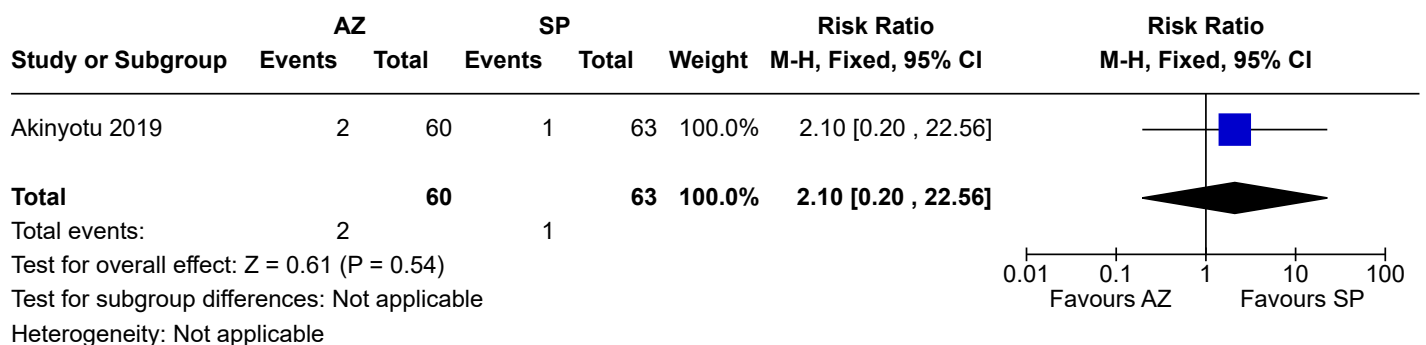 AZ SP Risk Ratio Risk Ratio
Study or Subgroup Events Total Events Total Weight M-H, Fixed, 95% CI M-H, Fixed, 95% CI
Akinyotu 2019 2 60 1 63 100.0% 2.10 [0.20 , 22.56]
Total 60 63 100.0% 2.10 [0.20 , 22.56]
Total events: 2 1
Test for overall effect: Z = 0.61 (P = 0.54)
0.01 0.1 1 10 100
Test for subgroup differences: Not applicable
Favours AZ Favours SP
Heterogeneity: Not applicable